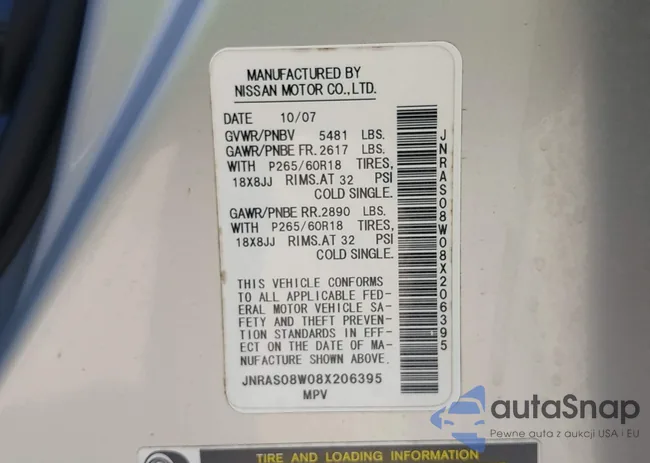 MANUFACTURED BY
NISSAN MOTOR CO.,LTD.
DATE 10/07
GVWR/PNBV 5481 LBS.
GAWR/PNBE FR.2617 LBS.
WITH P265/60R18 TIRES,
18X8JJ RIMS.AT 32 PSI
COLD SINGLE.
GAWR/PNBE RR.2890 LBS.
WITH P265/60R18 TIRES,
18X8JJ RIMS.AT 32 PSI
COLD SINGLE.
THIS VEHICLE CONFORMS
TO ALL APPLICABLE FED-
ERAL MOTOR VEHICLE SA-
FETY AND THEFT PREVEN-
TION STANDARDS IN EFF-
ECT ON THE DATE OF MA-
NUFACTURE SHOWN ABOVE.
JNRAS08W08X206395
MPV
JNRAS08W08X206395
TIRE AND LOADING INFORMATION
autaSnap
Pewne auta z aukcji USA i EU